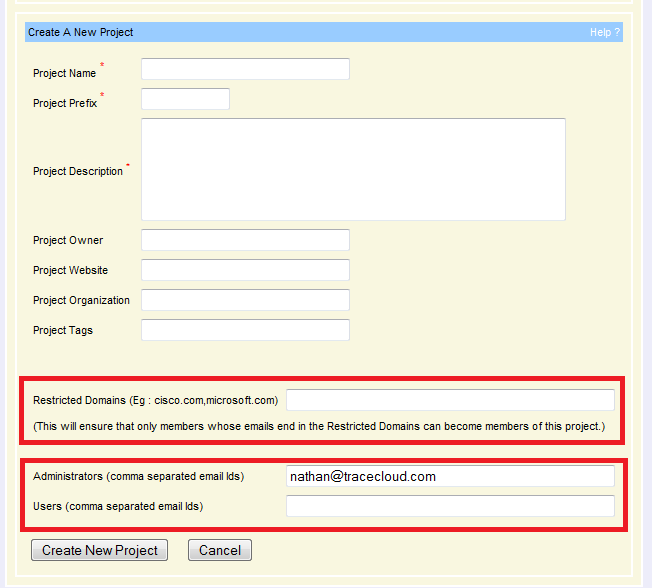 Create A New Project Help ?
Project Name *
Project Prefix *
Project Description *
Project Owner
Project Website
Project Organization
Project Tags
Restricted Domains (Eg : cisco.com,microsoft.com)
(This will ensure that only members whose emails end in the Restricted Domains can become members of this project.)
Administrators (comma separated email Ids) nathan@tracecloud.com
Users (comma separated email Ids)
Create New Project Cancel